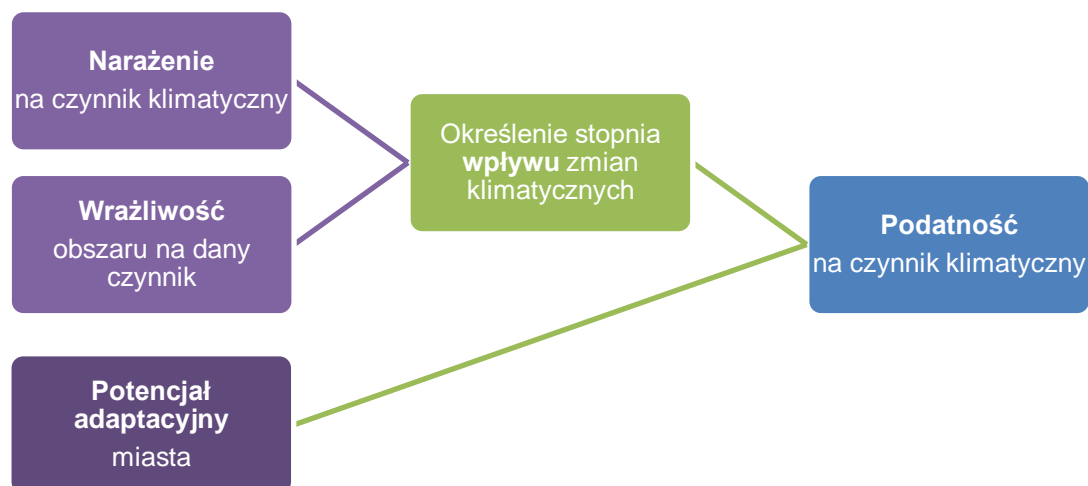 Narażenie
na czynnik klimatyczny
Wrażliwość
obszaru na dany
czynnik
Potencjał
adaptacyjny
miasta
Określenie stopnia
wpływu zmian
klimatycznych
Podatność
na czynnik klimatyczny